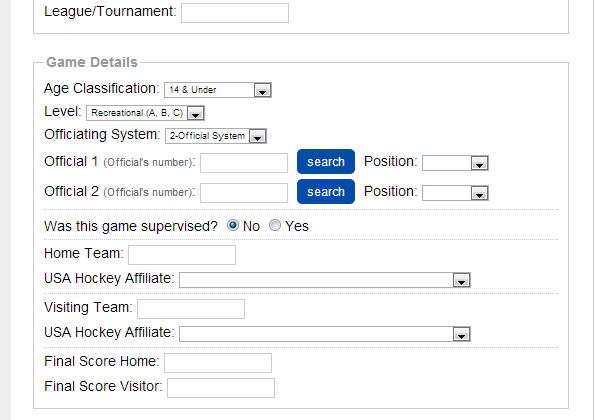 League/Tournament:
Game Details
Age Classification: 14 & Under
Level: Recreational (A, B, C)
Officiating System: 2-Official System
Official 1 (Official's number): search Position:
Official 2 (Official's number): search Position:
Was this game supervised? No Yes
Home Team:
USA Hockey Affiliate:
Visiting Team:
USA Hockey Affiliate:
Final Score Home:
Final Score Visitor: